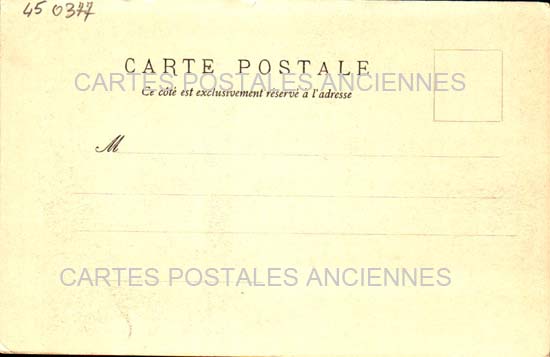 45 0377
CARTE POSTALE
CARTES POSTALES ANCIENNES
Ce côté est exclusivement réservé à l'adresse
M
CARTES POSTALES ANCIENNES